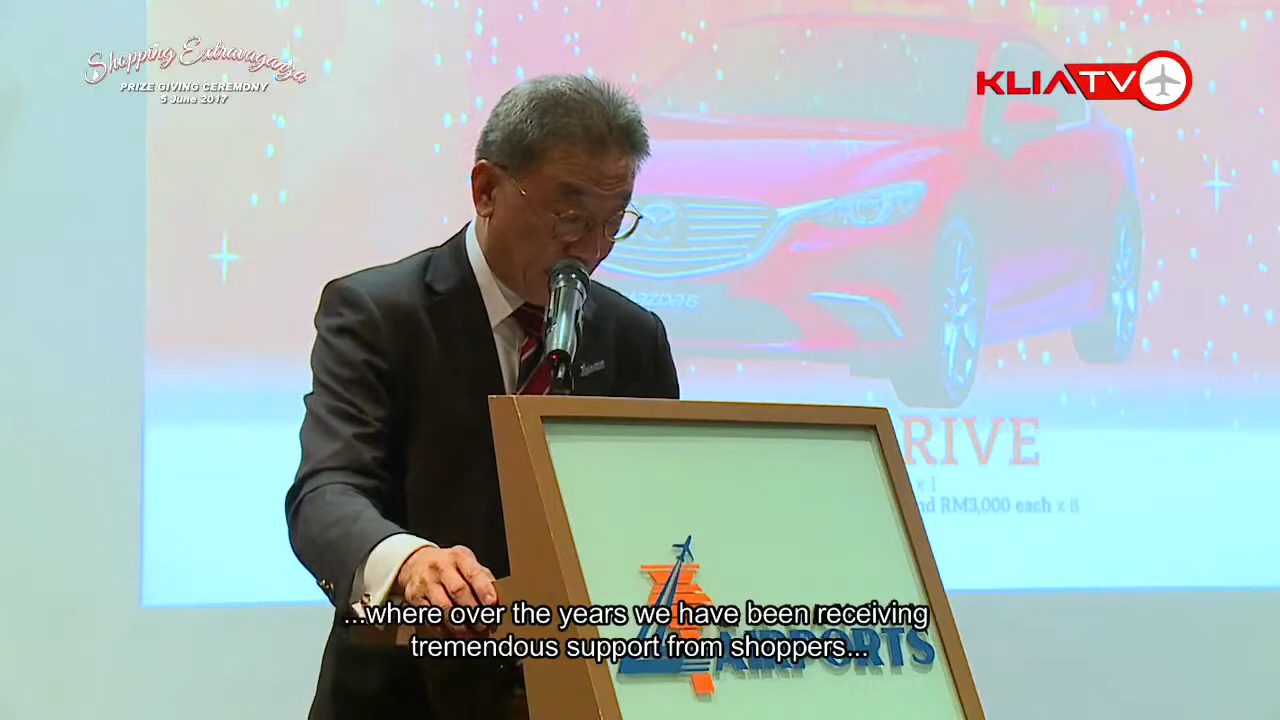 Shopping Extravaganza
PRIZE GIVING CEREMONY
5 June 2017
KLIATV
RIVE
x 1
nd RM3,000 each x 8
AIRPORTS
...where over the years we have been receiving
tremendous support from shoppers...